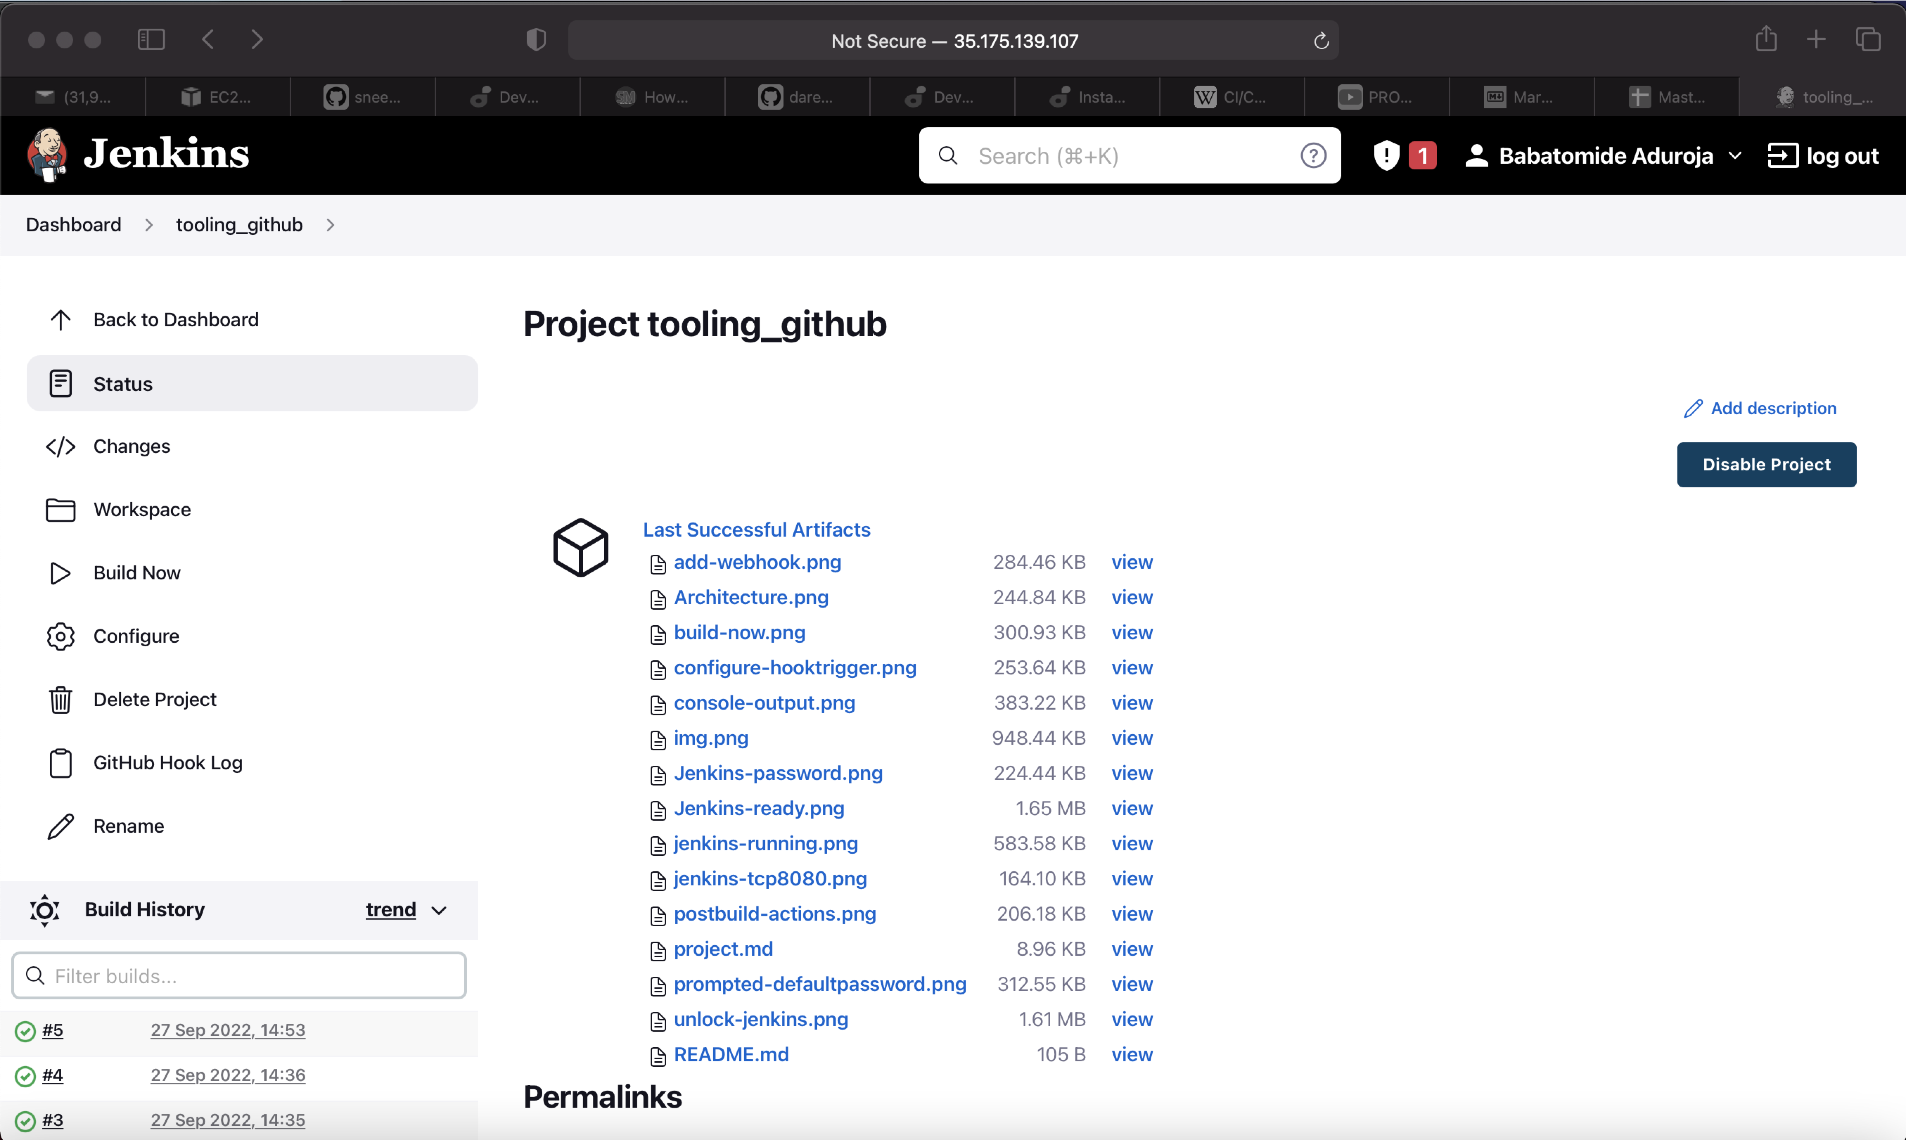 Not Secure — 35.175.139.107
(31,9...
EC2...
snee...
Dev...
How...
dare...
Dev...
Insta...
CI/C...
PRO...
Mar...
Mast...
tooling_...
Jenkins
Search (⌘+K)
1
Babatomide Aduroja
log out
Dashboard
tooling_github
Back to Dashboard
Status
Changes
Workspace
Build Now
Configure
Delete Project
GitHub Hook Log
Rename
Build History trend
Filter builds...
#5 27 Sep 2022, 14:53
#4 27 Sep 2022, 14:36
#3 27 Sep 2022, 14:35
Project tooling_github
Add description
Disable Project
Last Successful Artifacts
add-webhook.png 284.46 KB view
Architecture.png 244.84 KB view
build-now.png 300.93 KB view
configure-hooktrigger.png 253.64 KB view
console-output.png 383.22 KB view
img.png 948.44 KB view
Jenkins-password.png 224.44 KB view
Jenkins-ready.png 1.65 MB view
jenkins-running.png 583.58 KB view
jenkins-tcp8080.png 164.10 KB view
postbuild-actions.png 206.18 KB view
project.md 8.96 KB view
prompted-defaultpassword.png 312.55 KB view
unlock-jenkins.png 1.61 MB view
README.md 105 B view
Permalinks